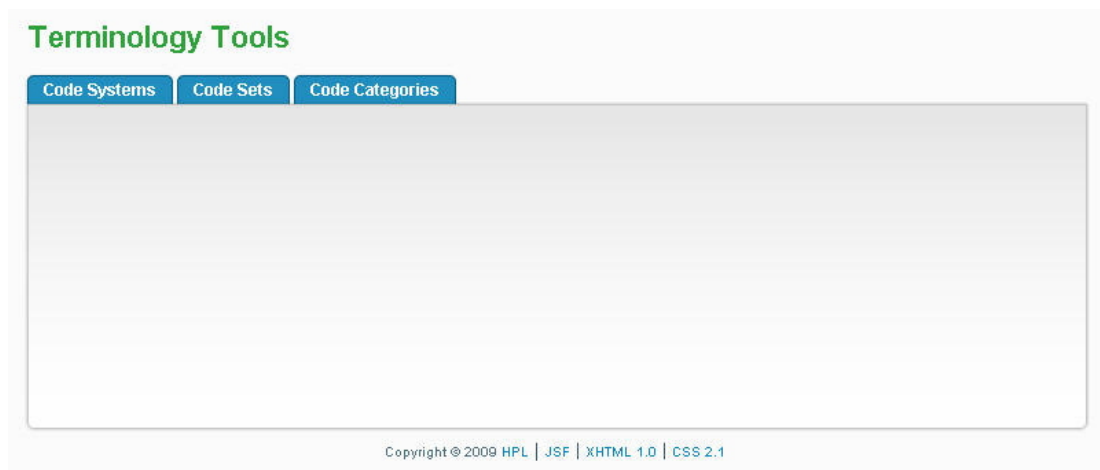 Terminology Tools
Code Systems Code Sets Code Categories
Copyright © 2009 HPL | JSF | XHTML 1.0 | CSS 2.1